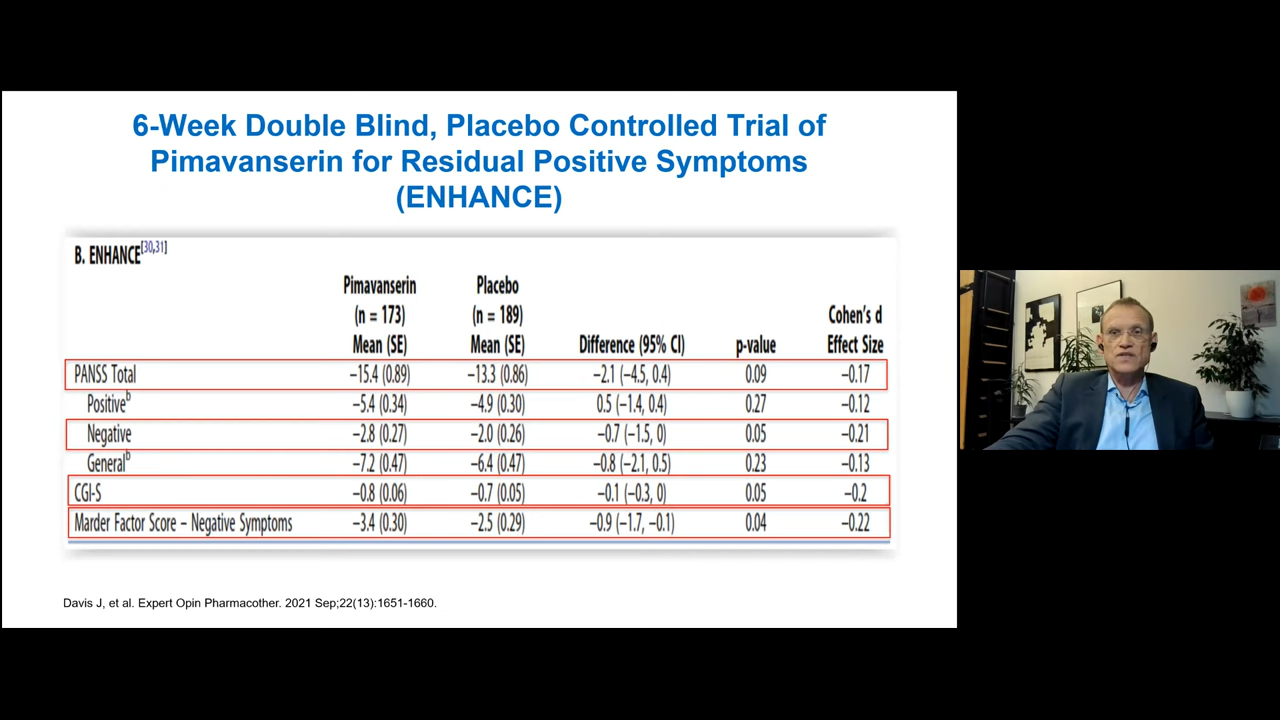 6-Week Double Blind, Placebo Controlled Trial of
Pimavanserin for Residual Positive Symptoms
(ENHANCE)
B. ENHANCE[30,31]
Pimavanserin Placebo
(n = 173) (n = 189) Cohen's d
Mean (SE) Mean (SE) Difference (95% CI) p-value Effect Size
PANSS Total −15.4 (0.89) −13.3 (0.86) −2.1 (−4.5, 0.4) 0.09 −0.17
Positiveb −5.4 (0.34) −4.9 (0.30) 0.5 (−1.4, 0.4) 0.27 −0.12
Negative −2.8 (0.27) −2.0 (0.26) −0.7 (−1.5, 0) 0.05 −0.21
Generalb −7.2 (0.47) −6.4 (0.47) −0.8 (−2.1, 0.5) 0.23 −0.13
CGI-S −0.8 (0.06) −0.7 (0.05) −0.1 (−0.3, 0) 0.05 −0.2
Marder Factor Score – Negative Symptoms −3.4 (0.30) −2.5 (0.29) −0.9 (−1.7, −0.1) 0.04 −0.22
Davis J, et al. Expert Opin Pharmacother. 2021 Sep;22(13):1651-1660.